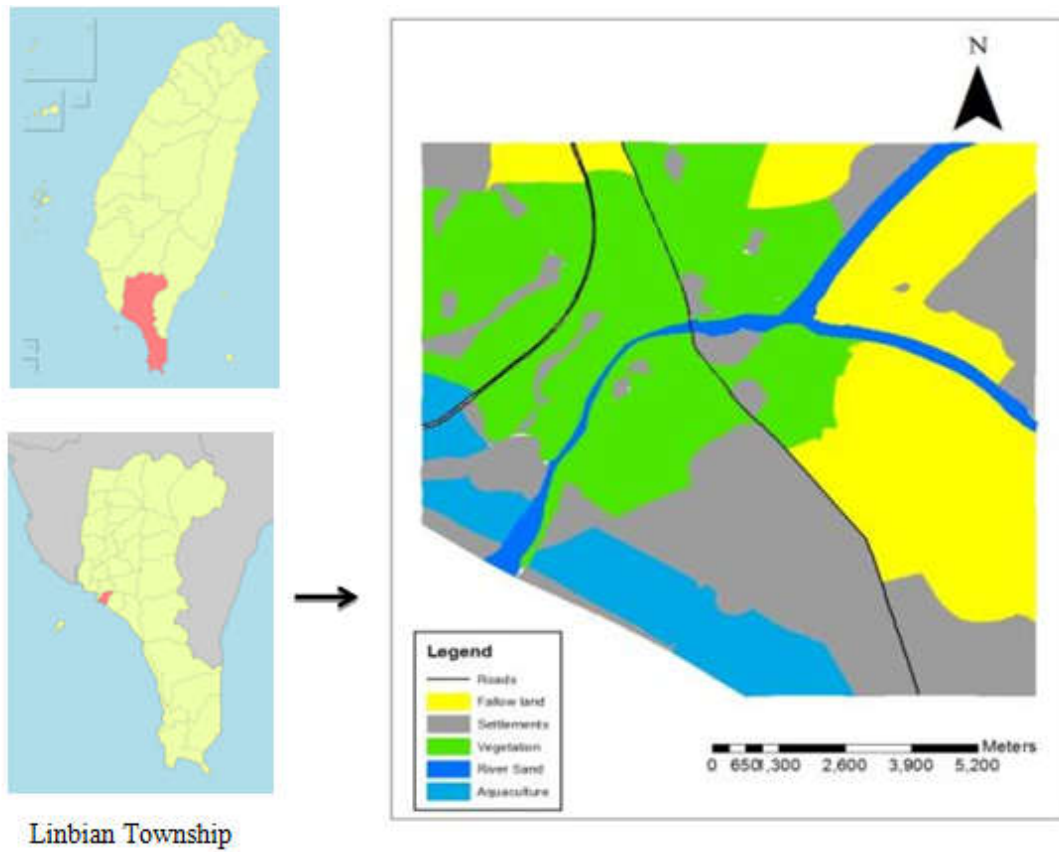 N
Legend
Roads
Fallow land
Settlements
Vegetation
River Sand
Aquaculture
Meters
0 650 1,300 2,600 3,900 5,200
Linbian Township